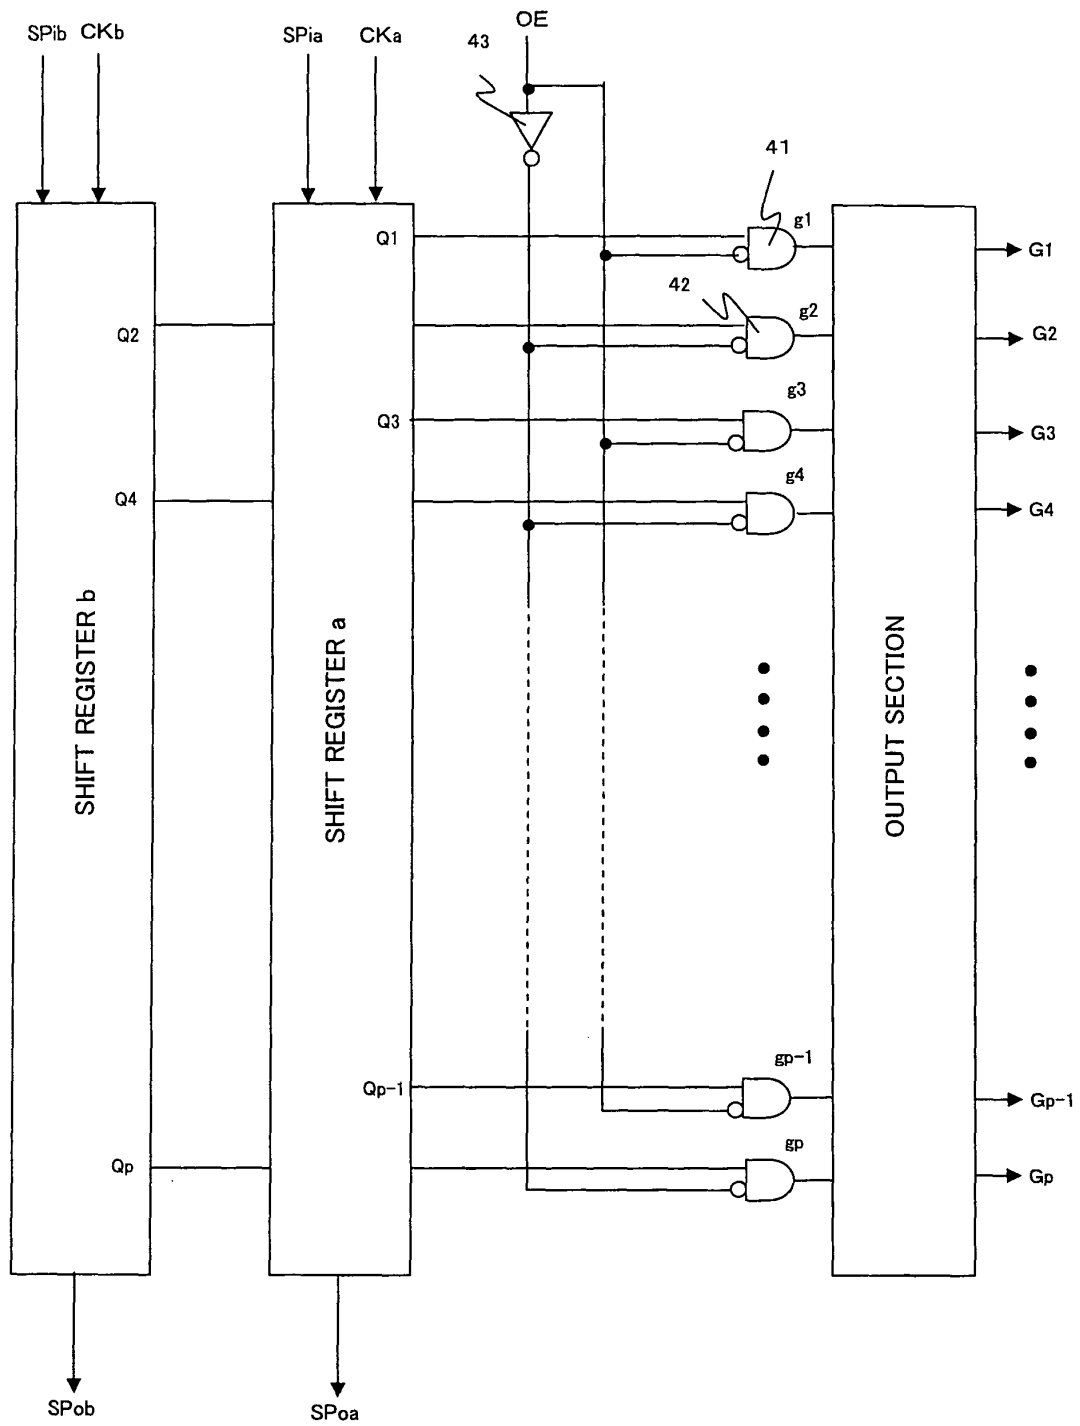 OE
SPib CKb SPia CKa 43
41
g1
Q1 G1
42
g2
Q2 G2
g3
Q3 G3
g4
Q4 G4
SHIFT REGISTER b
SHIFT REGISTER a
OUTPUT SECTION
gp-1
Qp-1 Gp-1
gp
Qp Gp
SPob SPoa